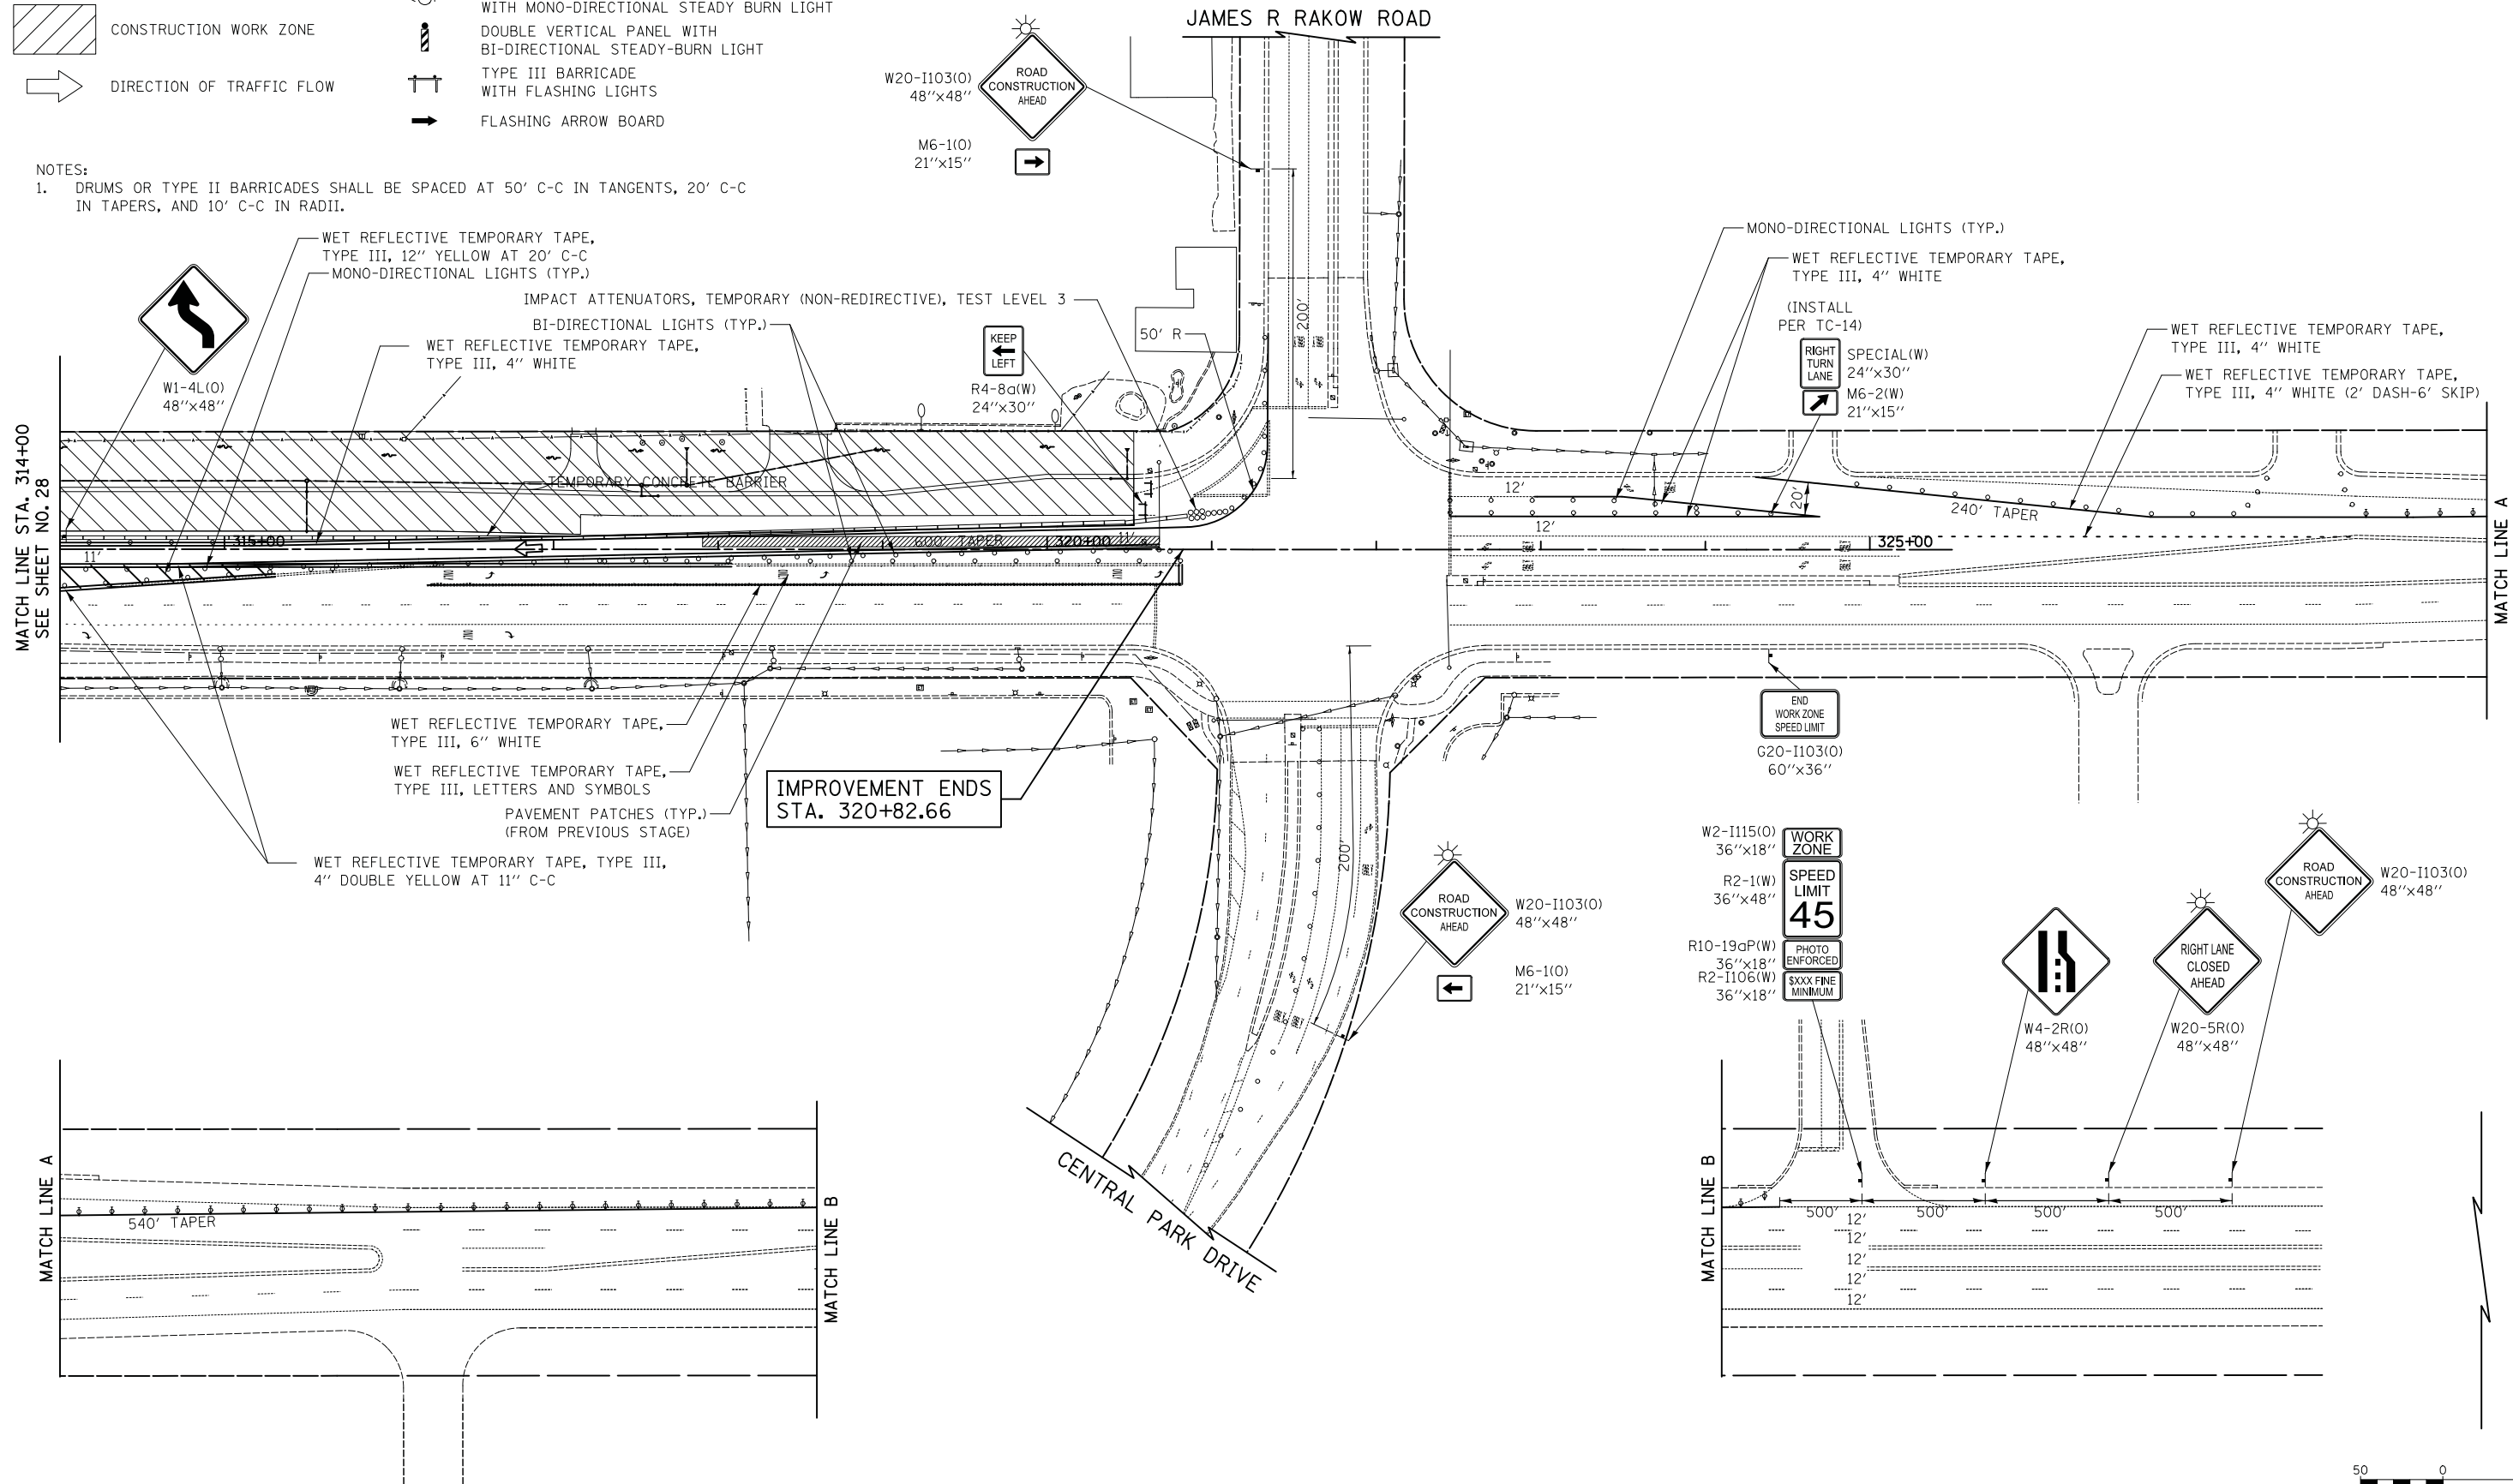 CONSTRUCTION WORK ZONE
DIRECTION OF TRAFFIC FLOW
WITH MONO-DIRECTIONAL STEADY BURN LIGHT
DOUBLE VERTICAL PANEL WITH
BI-DIRECTIONAL STEADY-BURN LIGHT
TYPE III BARRICADE
WITH FLASHING LIGHTS
FLASHING ARROW BOARD
NOTES:
1. DRUMS OR TYPE II BARRICADES SHALL BE SPACED AT 50' C-C IN TANGENTS, 20' C-C
IN TAPERS, AND 10' C-C IN RADII.
JAMES R RAKOW ROAD
W20-I103(O)
48"x48"
ROAD
CONSTRUCTION
AHEAD
M6-1(O)
21"x15"
WET REFLECTIVE TEMPORARY TAPE,
TYPE III, 12" YELLOW AT 20' C-C
MONO-DIRECTIONAL LIGHTS (TYP.)
IMPACT ATTENUATORS, TEMPORARY (NON-REDIRECTIVE), TEST LEVEL 3
BI-DIRECTIONAL LIGHTS (TYP.)
WET REFLECTIVE TEMPORARY TAPE,
TYPE III, 4" WHITE
W1-4L(O)
48"x48"
KEEP
LEFT
R4-8a(W)
24"x30"
50' R
200'
MONO-DIRECTIONAL LIGHTS (TYP.)
WET REFLECTIVE TEMPORARY TAPE,
TYPE III, 4" WHITE
(INSTALL
PER TC-14)
RIGHT
TURN
LANE
SPECIAL(W)
24"x30"
M6-2(W)
21"x15"
WET REFLECTIVE TEMPORARY TAPE,
TYPE III, 4" WHITE
WET REFLECTIVE TEMPORARY TAPE,
TYPE III, 4" WHITE (2' DASH-6' SKIP)
MATCH LINE STA. 314+00
SEE SHEET NO. 28
TEMPORARY CONCRETE BARRIER
11'
315+00
600' TAPER
320+00
11'
12'
12'
20'
240' TAPER
325+00
MATCH LINE A
WET REFLECTIVE TEMPORARY TAPE,
TYPE III, 6" WHITE
WET REFLECTIVE TEMPORARY TAPE,
TYPE III, LETTERS AND SYMBOLS
PAVEMENT PATCHES (TYP.)
(FROM PREVIOUS STAGE)
WET REFLECTIVE TEMPORARY TAPE, TYPE III,
4" DOUBLE YELLOW AT 11" C-C
IMPROVEMENT ENDS
STA. 320+82.66
200'
END
WORK ZONE
SPEED LIMIT
G20-I103(O)
60"x36"
ROAD
CONSTRUCTION
AHEAD
W20-I103(O)
48"x48"
M6-1(O)
21"x15"
CENTRAL PARK DRIVE
W2-I115(O)
36"x18"
WORK
ZONE
R2-1(W)
36"x48"
SPEED
LIMIT
45
R10-19aP(W)
36"x18"
PHOTO
ENFORCED
R2-I106(W)
36"x18"
$XXX FINE
MINIMUM
W4-2R(O)
48"x48"
RIGHT LANE
CLOSED
AHEAD
W20-5R(O)
48"x48"
ROAD
CONSTRUCTION
AHEAD
W20-I103(O)
48"x48"
MATCH LINE A
540' TAPER
MATCH LINE B
MATCH LINE B
500'
500'
500'
500'
12'
12'
12'
12'
12'
50
0